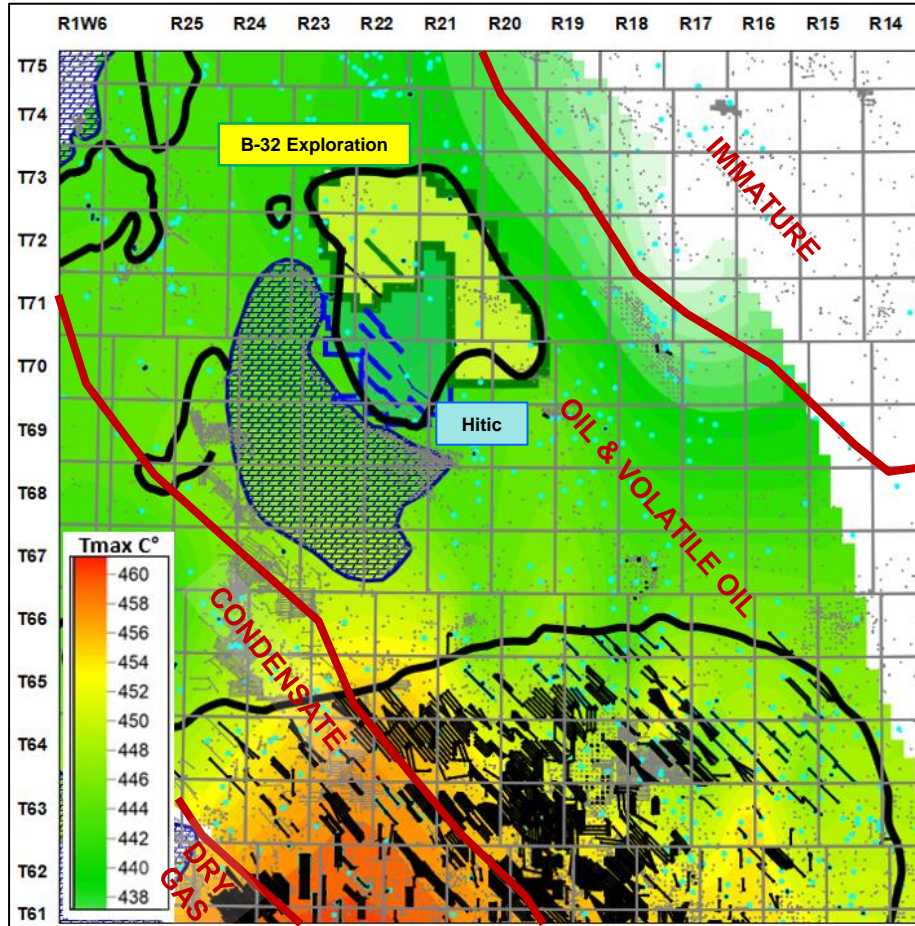 R1W6 R25 R24 R23 R22 R21 R20 R19 R18 R17 R16 R15 R14
T75
T74
T73
T72
T71
T70
T69
T68
T67
T66
T65
T64
T63
T62
T61
B-32 Exploration
IMMATURE
Hitic
OIL & VOLATILE OIL
CONDENSATE
DRY
GAS
Tmax C°
460
458
456
454
452
450
448
446
444
442
440
438